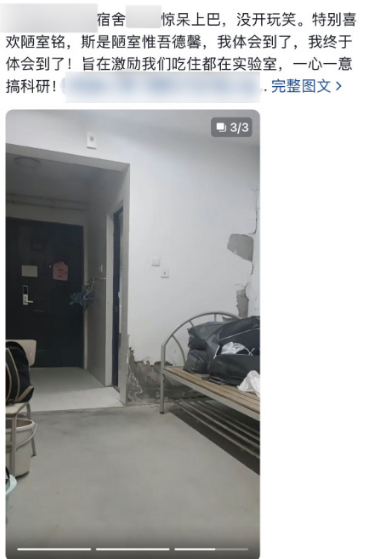 宿舍 惊呆上巴，没开玩笑。特别喜
欢陋室铭，斯是陋室惟吾德馨，我体会到了，我终于
体会到了！旨在激励我们吃住都在实验室，一心一意
搞科研！ ... 完整图文 >
3/3